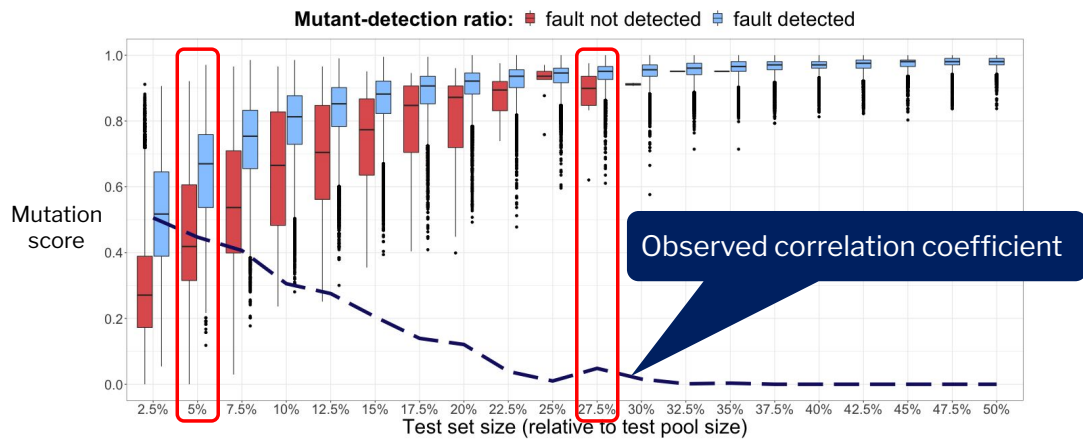 Mutant-detection ratio: fault not detected fault detected
1.0
0.8
0.6
Mutation
score
0.4
0.2
0.0
Observed correlation coefficient
2.5% 5% 7.5% 10% 12.5% 15% 17.5% 20% 22.5% 25% 27.5% 30% 32.5% 35% 37.5% 40% 42.5% 45% 47.5% 50%
Test set size (relative to test pool size)